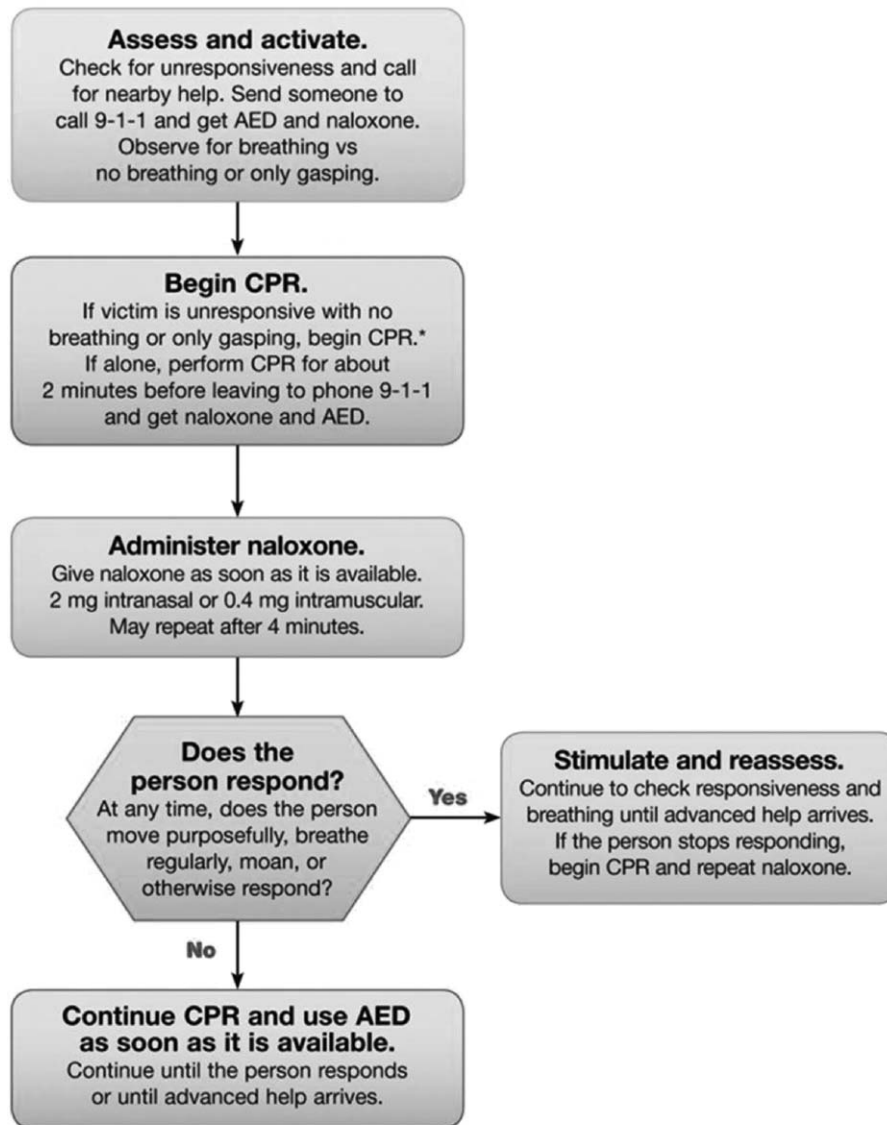 Assess and activate.
Check for unresponsiveness and call
for nearby help. Send someone to
call 9-1-1 and get AED and naloxone.
Observe for breathing vs
no breathing or only gasping.
Begin CPR.
If victim is unresponsive with no
breathing or only gasping, begin CPR.*
If alone, perform CPR for about
2 minutes before leaving to phone 9-1-1
and get naloxone and AED.
Administer naloxone.
Give naloxone as soon as it is available.
2 mg intranasal or 0.4 mg intramuscular.
May repeat after 4 minutes.
Does the
person respond?
At any time, does the person
move purposefully, breathe
regularly, moan, or
otherwise respond?
Yes
Stimulate and reassess.
Continue to check responsiveness and
breathing until advanced help arrives.
If the person stops responding,
begin CPR and repeat naloxone.
No
Continue CPR and use AED
as soon as it is available.
Continue until the person responds
or until advanced help arrives.